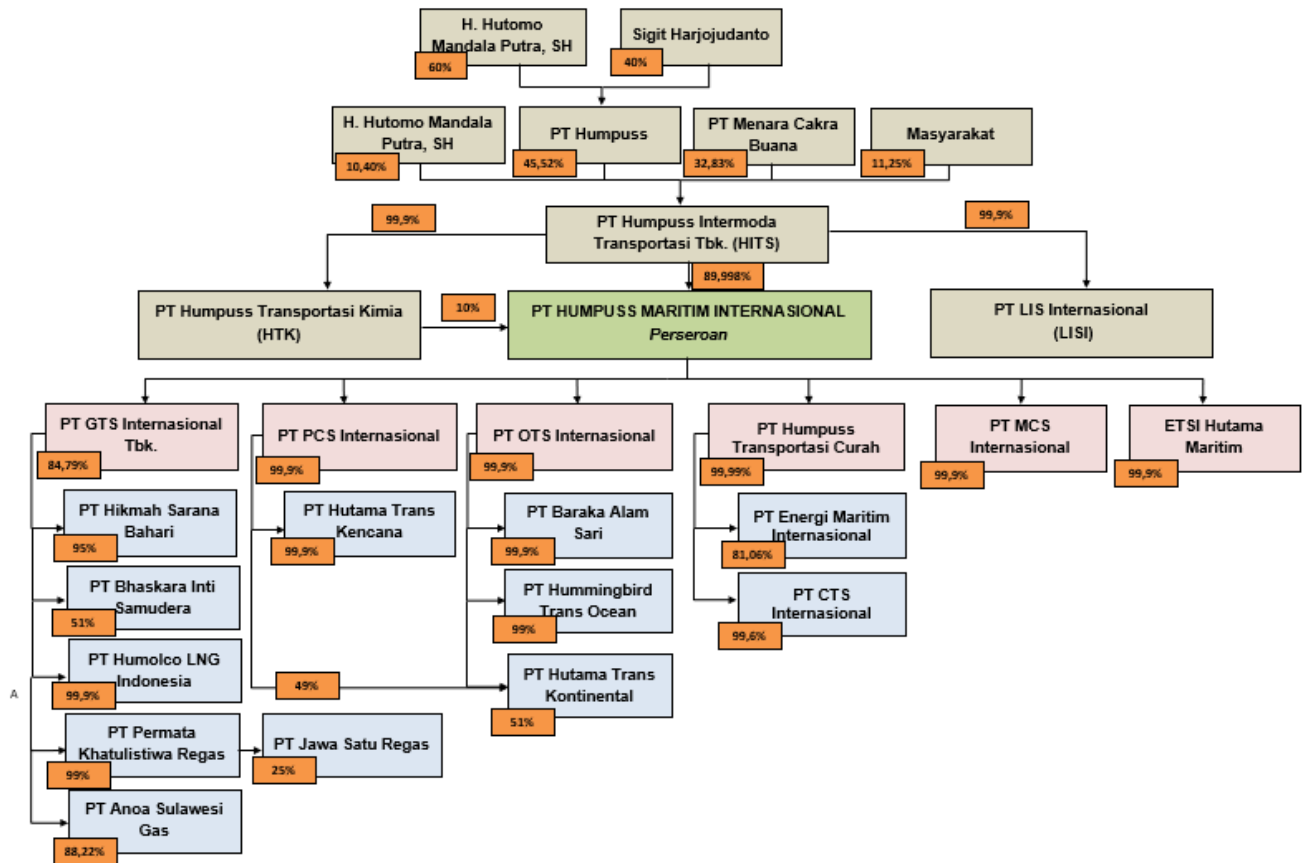 H. Hutomo
Mandala Putra, SH
60%
Sigit Harjojudanto
40%
H. Hutomo Mandala
Putra, SH
10,40%
PT Humpuss
45,52%
PT Menara Cakra
Buana
32,83%
Masyarakat
11,25%
99,9%
PT Humpuss Intermoda
Transportasi Tbk. (HITS)
99,9%
89,998%
PT Humpuss Transportasi Kimia
(HTK)
10%
PT HUMPUSS MARITIM INTERNASIONAL
Perseroan
PT LIS Internasional
(LISI)
PT GTS Internasional
Tbk.
84,79%
PT PCS Internasional
99,9%
PT OTS Internasional
99,9%
PT Humpuss
Transportasi Curah
99,99%
PT MCS
Internasional
99,9%
ETSI Hutama
Maritim
99,9%
PT Hikmah Sarana
Bahari
95%
PT Hutama Trans
Kencana
99,9%
PT Baraka Alam
Sari
99,9%
PT Energi Maritim
Internasional
81,06%
PT Bhaskara Inti
Samudera
51%
PT Hummingbird
Trans Ocean
99%
PT CTS
Internasional
99,6%
PT Humolco LNG
Indonesia
99,9%
49%
PT Hutama Trans
Kontinental
51%
A
PT Permata
Khatulistiwa Regas
99%
PT Jawa Satu Regas
25%
PT Anoa Sulawesi
Gas
88,22%